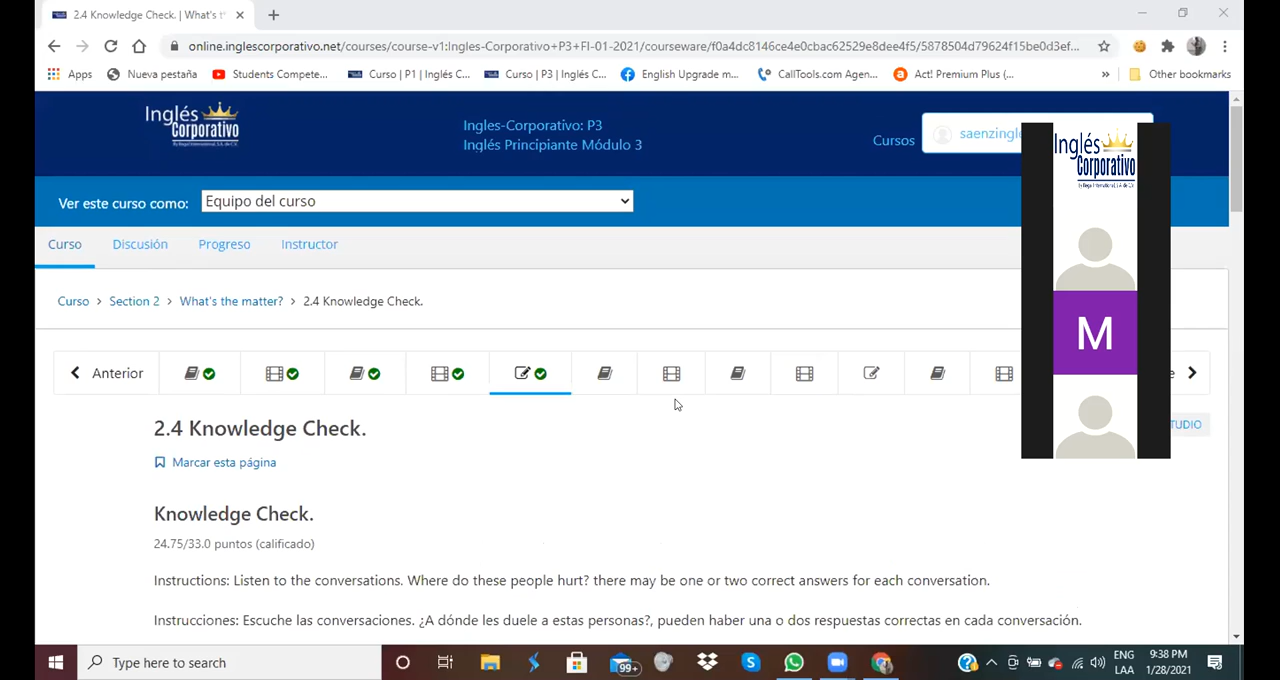 2.4 Knowledge Check. | What's t
online.inglescorporativo.net/courses/course-v1:Ingles-Corporativo+P3+FI-01-2021/courseware/f0a4dc8146ce4e0cbac62529e8dee4f5/5878504d79624f15be0d3ef...
Apps Nueva pestaña Students Compete... Curso | P1 | Inglés C... Curso | P3 | Inglés C... English Upgrade m... CallTools.com Agen... Act! Premium Plus (... » Other bookmarks
Inglés Corporativo
Ingles-Corporativo: P3
Inglés Principiante Módulo 3
Cursos
saenzingl
Inglés
Corporativo
Ver este curso como: Equipo del curso
Curso Discusión Progreso Instructor
Curso > Section 2 > What's the matter? > 2.4 Knowledge Check.
M
Anterior
2.4 Knowledge Check.
TUDIO
Marcar esta página
Knowledge Check.
24.75/33.0 puntos (calificado)
Instructions: Listen to the conversations. Where do these people hurt? there may be one or two correct answers for each conversation.
Instrucciones: Escuche las conversaciones. ¿A dónde les duele a estas personas?, pueden haber una o dos respuestas correctas en cada conversación.
Type here to search
99+
ENG
LAA
9:38 PM
1/28/2021